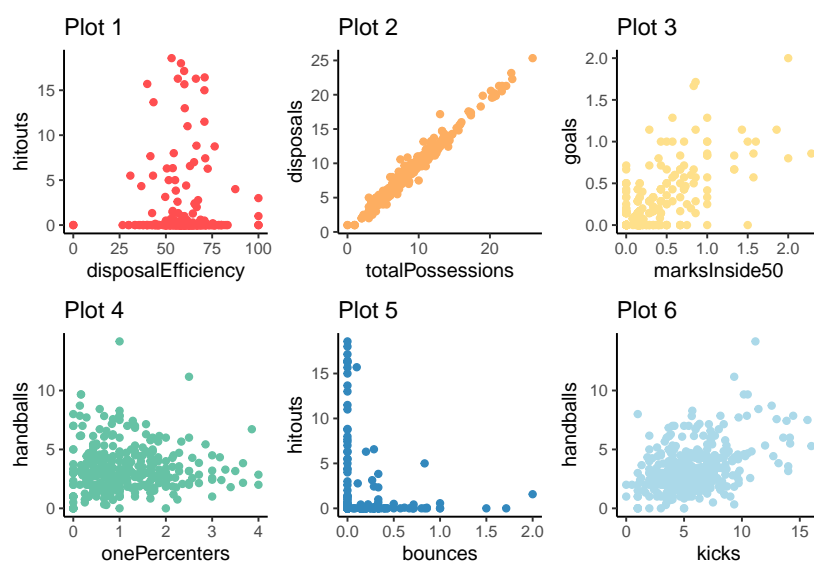 Plot 1
hitouts
15
10
5
0
0 25 50 75 100
disposalEfficiency
Plot 2
disposals
25
20
15
10
5
0
0 10 20
totalPossessions
Plot 3
goals
2.0
1.5
1.0
0.5
0.0
0.0 0.5 1.0 1.5 2.0
marksInside50
Plot 4
handballs
10
5
0
0 1 2 3 4
onePercenters
Plot 5
hitouts
15
10
5
0
0.0 0.5 1.0 1.5 2.0
bounces
Plot 6
handballs
10
5
0
0 5 10 15
kicks